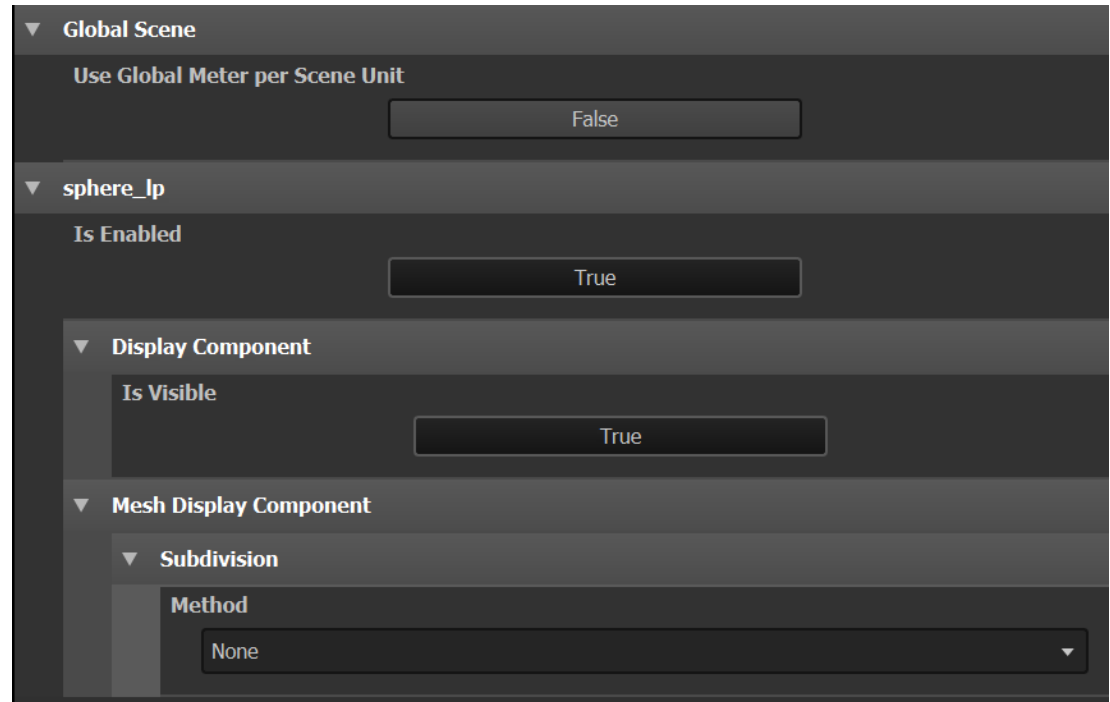 Global Scene
Use Global Meter per Scene Unit
False
sphere_lp
Is Enabled
True
Display Component
Is Visible
True
Mesh Display Component
Subdivision
Method
None